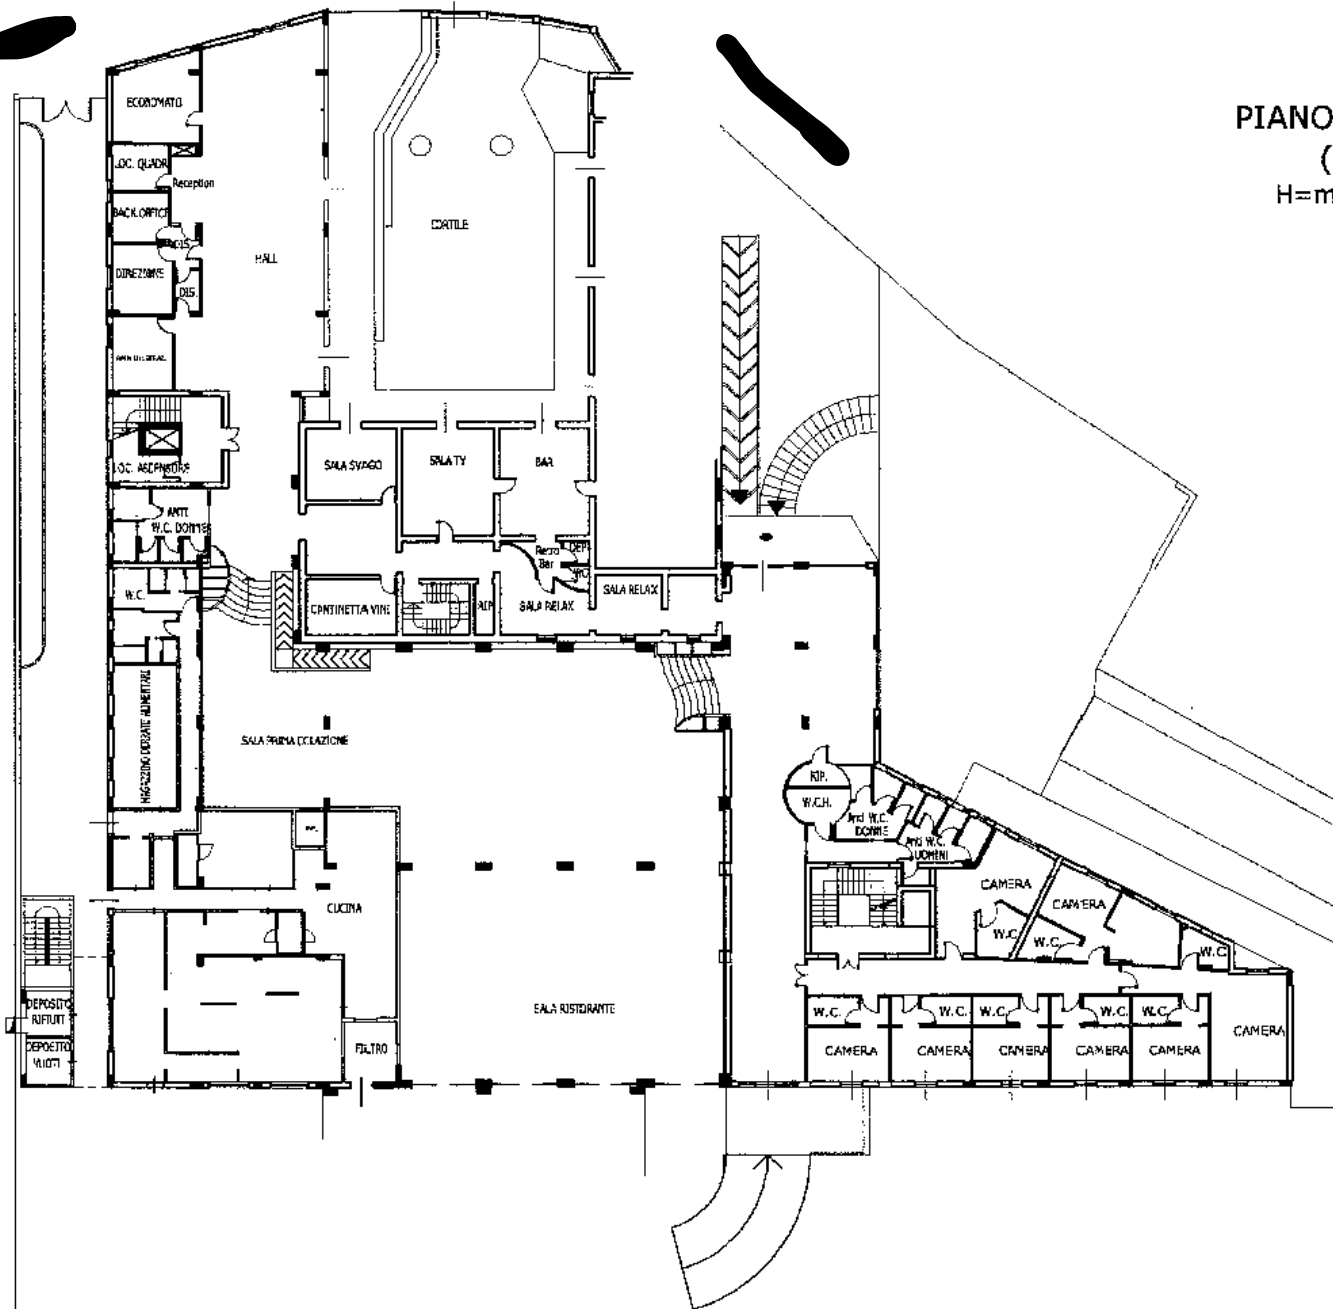 PIANO
(
H=m
ECONOMATO
LOC. QUADRI
Reception
BACK OFFICE
DIS.
DIREZIONE
DIS.
HALL
CORTILE
LOC. ASCENSORE
SALA SVAGO
SALA TV
BAR
ANTI
W.C. DONNE
Retro
Bar
DEP.
WC
W.C.
CANTINETTA VINI
RIP.
SALA RELAX
SALA RELAX
MAGAZZINO DERRATE ALIMENTARI
SALA PRIMA COLAZIONE
RIP.
W.C.H.
Anti W.C.
DONNE
Anti W.C.
UOMINI
CAMERA
CAMERA
CUCINA
W.C.
W.C.
W.C.
DEPOSITO
RIFIUTI
DEPOSITO
VUOTI
FILTRO
SALA RISTORANTE
W.C.
W.C.
W.C.
W.C.
W.C.
CAMERA
CAMERA
CAMERA
CAMERA
CAMERA
CAMERA